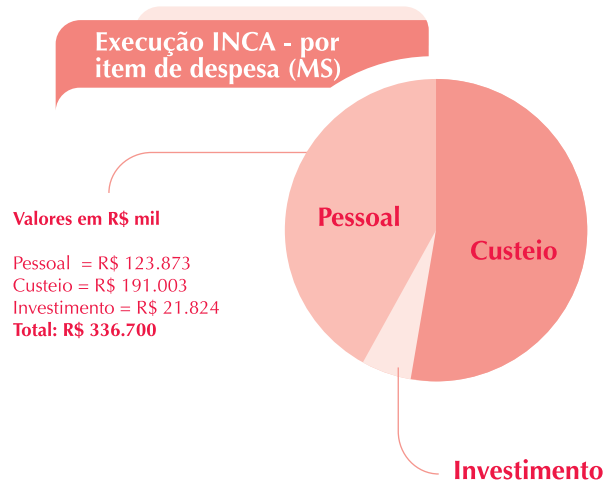 Execução INCA - por
item de despesa (MS)
Pessoal
Custeio
Valores em R$ mil
Pessoal = R$ 123.873
Custeio = R$ 191.003
Investimento = R$ 21.824
Total: R$ 336.700
Investimento